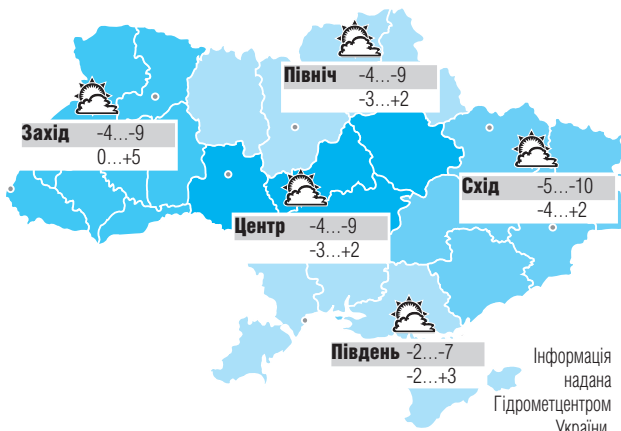 Північ -4...-9
-3...+2
Захід -4...-9
0...+5
Схід -5...-10
-4...+2
Центр -4...-9
-3...+2
Південь -2...-7
-2...+3
Інформація
надана
Гідрометцентром
України.